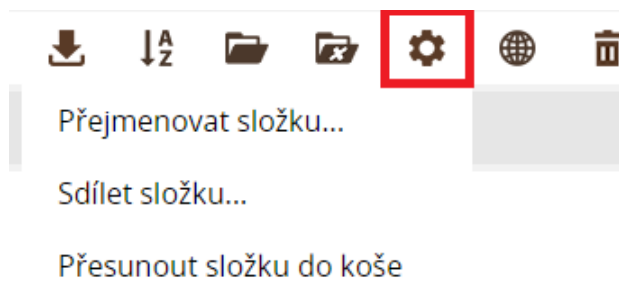 A
Z
Přejmenovat složku...
Sdílet složku...
Přesunout složku do koše